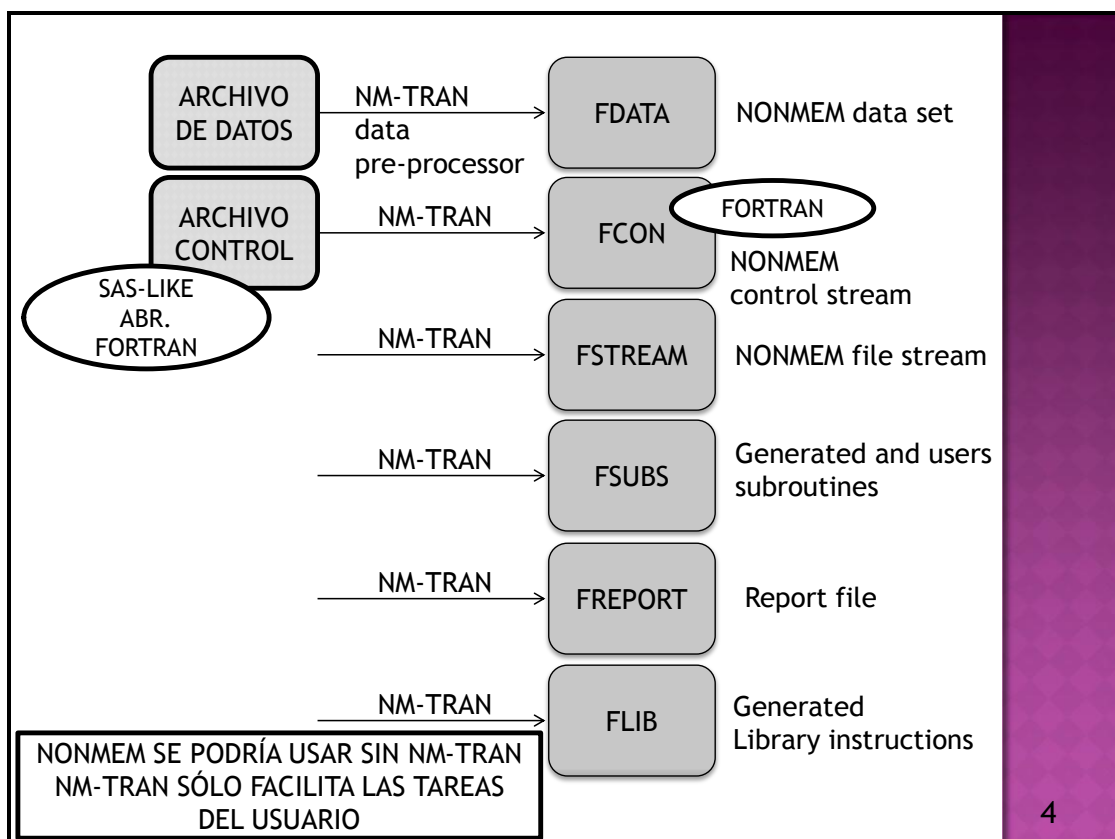 ARCHIVO
DE DATOS
NM-TRAN
data
pre-processor
FDATA
NONMEM data set
ARCHIVO
CONTROL
SAS-LIKE
ABR.
FORTRAN
NM-TRAN
FCON
FORTRAN
NONMEM
control stream
NM-TRAN
FSTREAM
NONMEM file stream
NM-TRAN
FSUBS
Generated and users
subroutines
NM-TRAN
FREPORT
Report file
NM-TRAN
FLIB
Generated
Library instructions
NONMEM SE PODRÍA USAR SIN NM-TRAN
NM-TRAN SÓLO FACILITA LAS TAREAS
DEL USUARIO
4